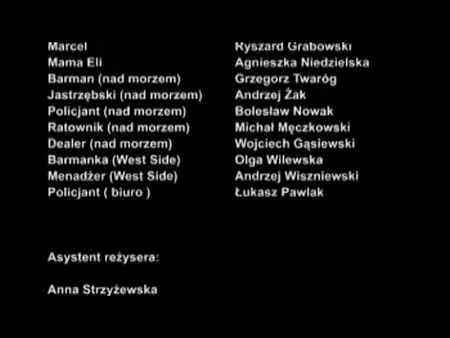 Marcel Ryszard Grabowski
Mama Eli Agnieszka Niedzielska
Barman (nad morzem) Grzegorz Twaróg
Jastrzębski (nad morzem) Andrzej Żak
Policjant (nad morzem) Bolesław Nowak
Ratownik (nad morzem) Michał Męczkowski
Dealer (nad morzem) Wojciech Gąsiewski
Barmanka (West Side) Olga Wilewska
Menadżer (West Side) Andrzej Wiszniewski
Policjant ( biuro ) Łukasz Pawlak
Asystent reżysera:
Anna Strzyżewska